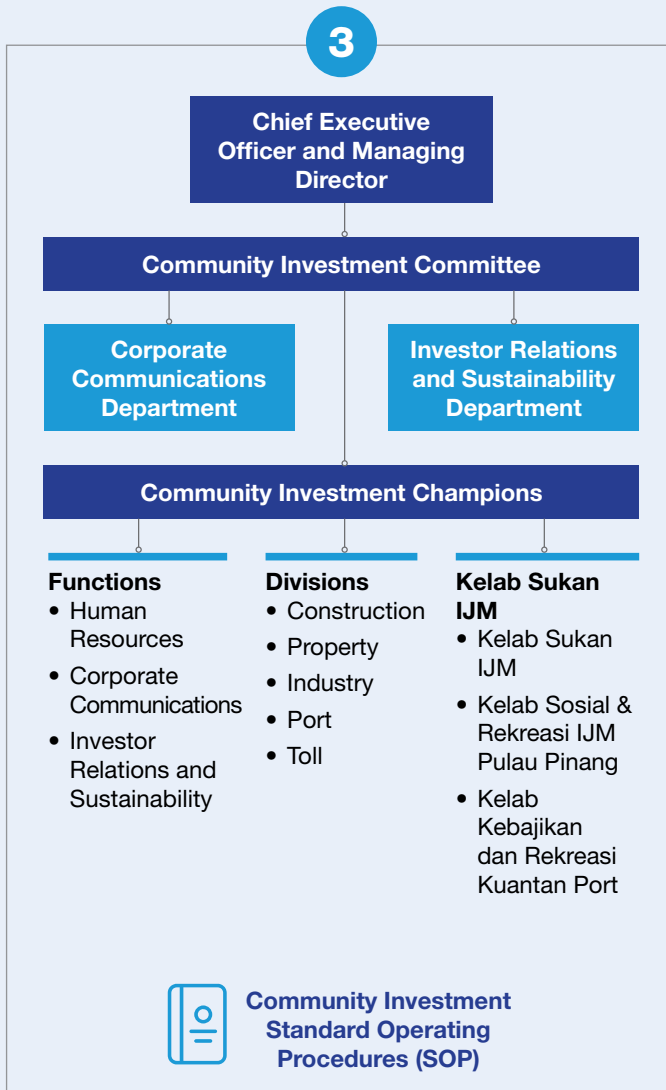 3
Chief Executive
Officer and Managing
Director
Community Investment Committee
Corporate
Communications
Department
Investor Relations
and Sustainability
Department
Community Investment Champions
Functions
• Human
Resources
• Corporate
Communications
• Investor
Relations and
Sustainability
Divisions
• Construction
• Property
• Industry
• Port
• Toll
Kelab Sukan
IJM
• Kelab Sukan
IJM
• Kelab Sosial &
Rekreasi IJM
Pulau Pinang
• Kelab
Kebajikan
dan Rekreasi
Kuantan Port
Community Investment
Standard Operating
Procedures (SOP)